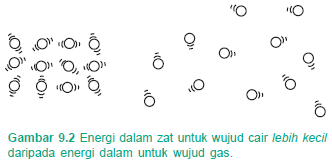 Gambar 9.2 Energi dalam zat untuk wujud cair lebih kecil
daripada energi dalam untuk wujud gas.